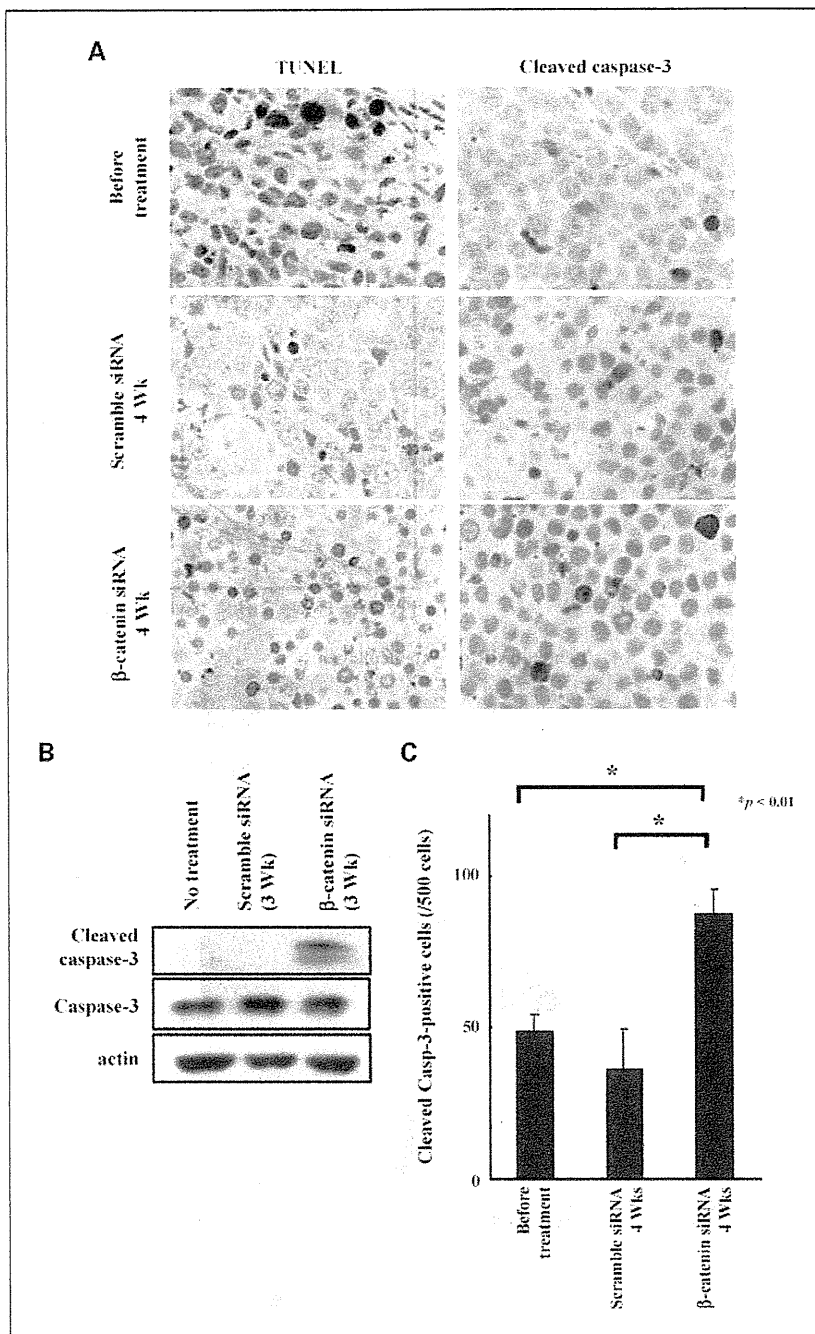 A
TUNEL
Cleaved caspase-3
Before
treatment
Scramble siRNA
4 Wk
β-catenin siRNA
4 Wk
B
No treatment
Scramble siRNA
(3 Wk)
β-catenin siRNA
(3 Wk)
Cleaved
caspase-3
Caspase-3
actin
C
*
*p < 0.01
*
Cleaved Casp-3-positive cells (/500 cells)
100
50
0
Before
treatment
Scramble siRNA
4 Wks
β-catenin siRNA
4 Wks